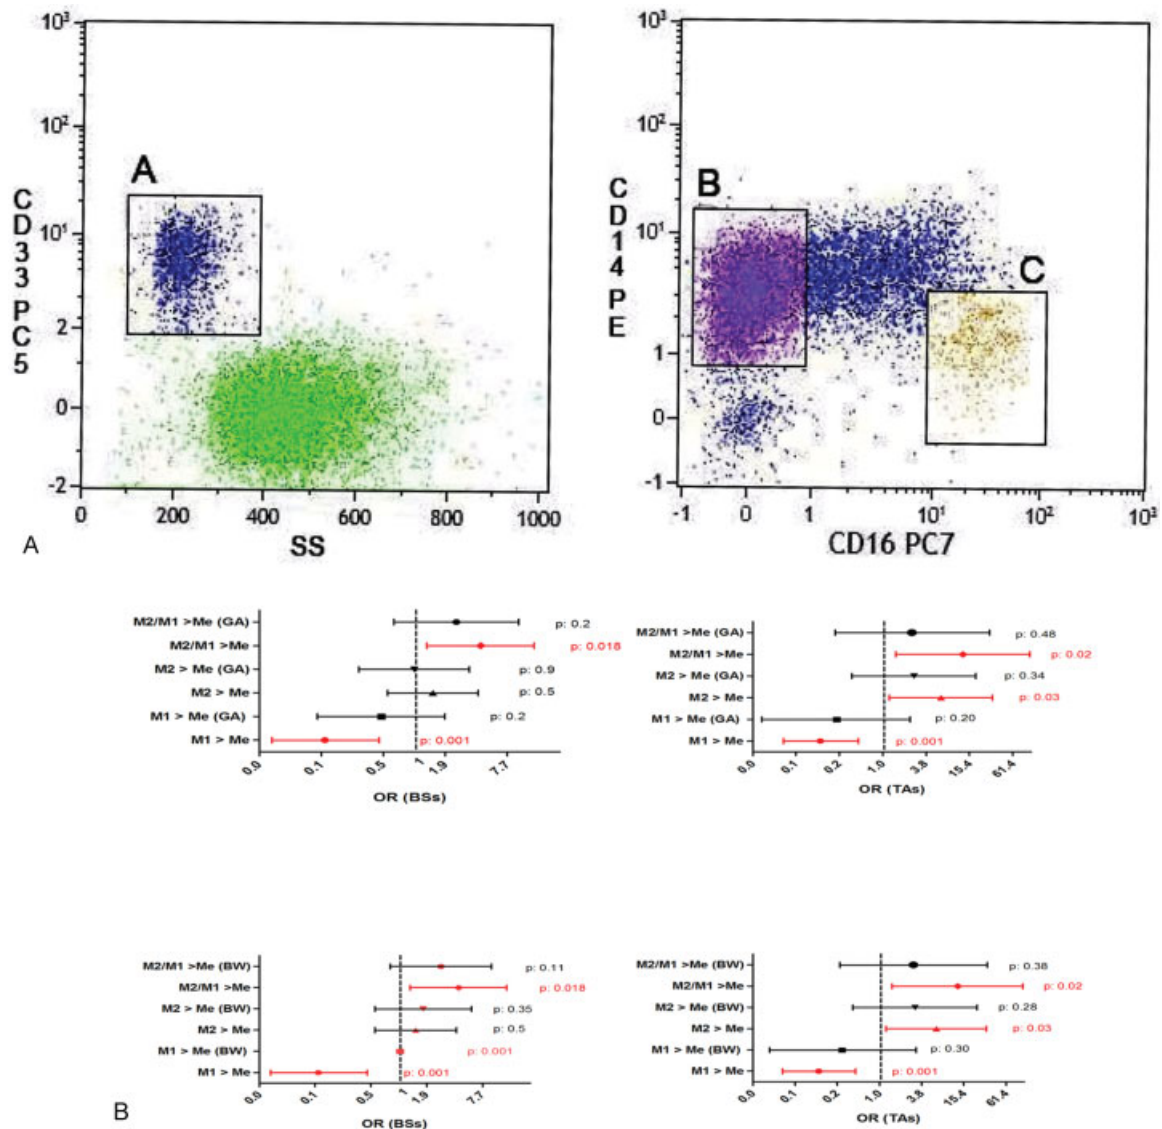 10³
10²
10¹
2
0
-2
CD33 PC5
A
0
200
400
600
800
1000
SS
10³
10²
10¹
1
0
-1
CD14 PE
B
C
-1
0
1
10¹
10²
10³
CD16 PC7
A
M2/M1 >Me (GA)
p: 0.2
M2/M1 >Me
p: 0.018
M2 > Me (GA)
p: 0.9
M2 > Me
p: 0.5
M1 > Me (GA)
p: 0.2
M1 > Me
p: 0.001
0.0
0.1
0.5
1
1.9
7.7
OR (BSs)
M2/M1 >Me (GA)
p: 0.48
M2/M1 >Me
p: 0.02
M2 > Me (GA)
p: 0.34
M2 > Me
p: 0.03
M1 > Me (GA)
p: 0.20
M1 > Me
p: 0.001
0.0
0.1
0.2
1.0
3.8
15.4
61.4
OR (TAs)
M2/M1 >Me (BW)
p: 0.11
M2/M1 >Me
p: 0.018
M2 > Me (BW)
p: 0.35
M2 > Me
p: 0.5
M1 > Me (BW)
p: 0.001
M1 > Me
p: 0.001
0.0
0.1
0.5
1
1.9
7.7
OR (BSs)
M2/M1 >Me (BW)
p: 0.38
M2/M1 >Me
p: 0.02
M2 > Me (BW)
p: 0.28
M2 > Me
p: 0.03
M1 > Me (BW)
p: 0.30
M1 > Me
p: 0.001
0.0
0.1
0.2
1.0
3.8
15.4
61.4
OR (TAs)
B